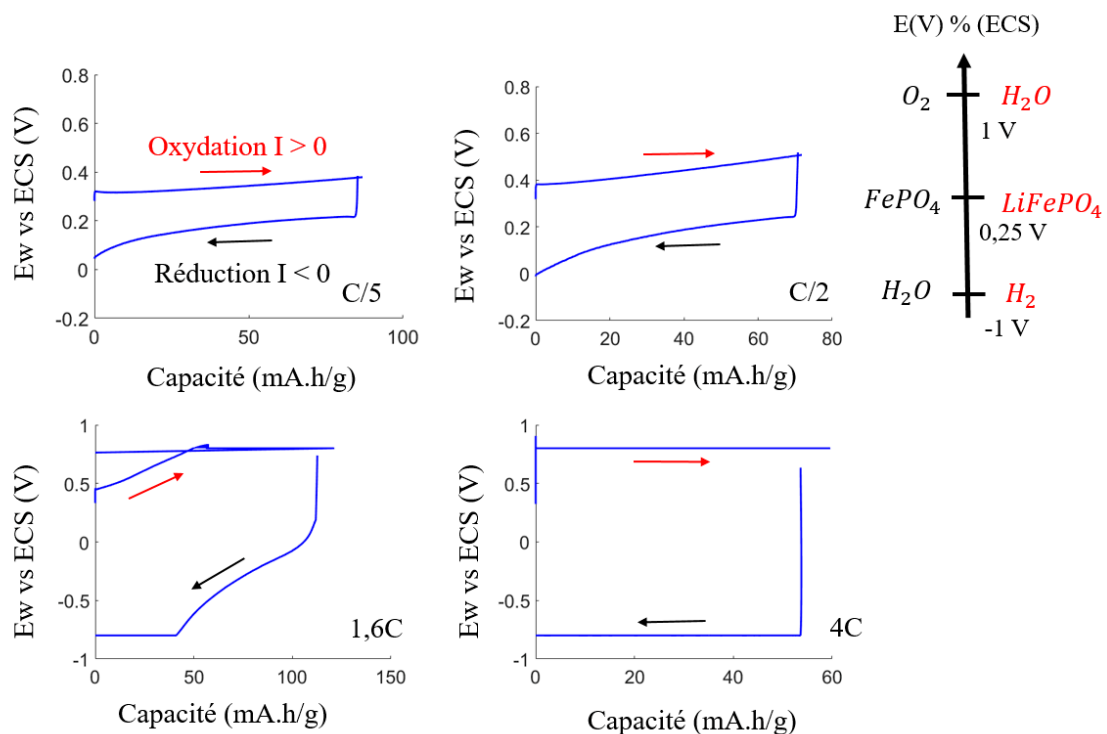 E(V) % (ECS)
Ew vs ECS (V)
0.8
0.6
0.4
0.2
0
-0.2
Oxydation I > 0
Réduction I < 0
C/5
0
50
100
Capacité (mA.h/g)
Ew vs ECS (V)
0.8
0.6
0.4
0.2
0
-0.2
C/2
0
20
40
60
80
Capacité (mA.h/g)
O₂ H₂O
1 V
FePO₄ LiFePO₄
0,25 V
H₂O H₂
-1 V
Ew vs ECS (V)
1
0.5
0
-0.5
-1
1,6C
0
50
100
150
Capacité (mA.h/g)
Ew vs ECS (V)
1
0.5
0
-0.5
-1
4C
0
20
40
60
Capacité (mA.h/g)